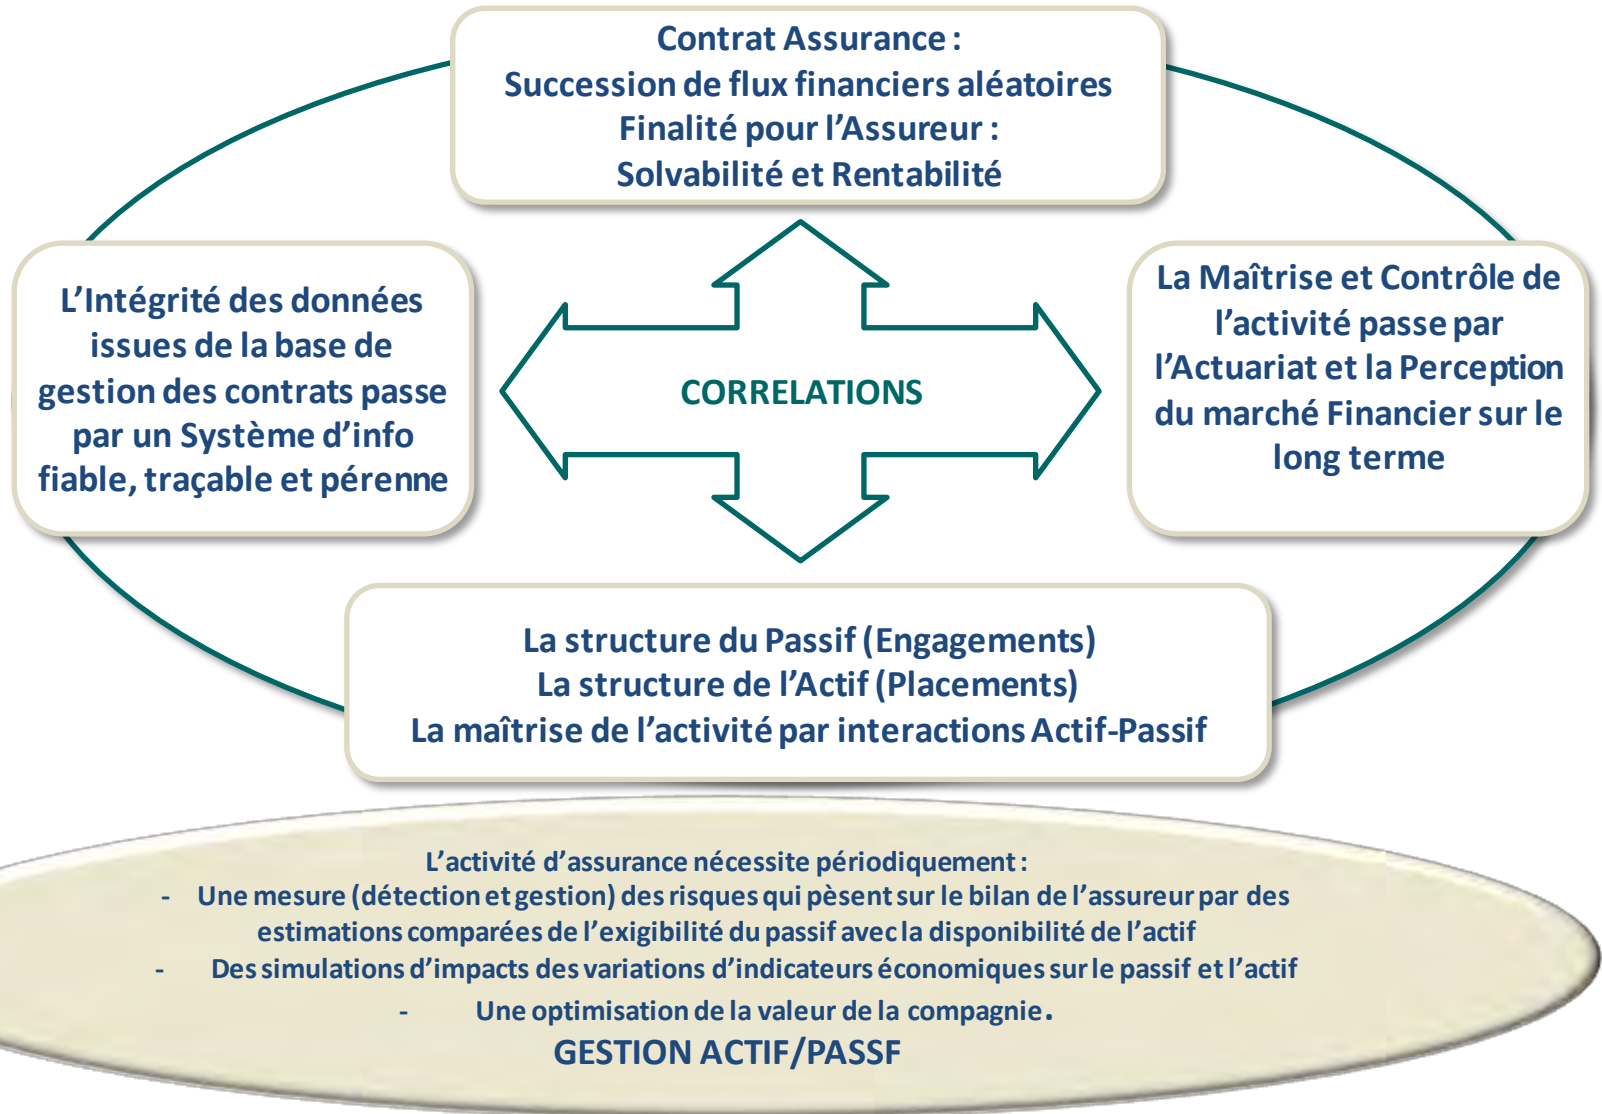 Contrat Assurance :
Succession de flux financiers aléatoires
Finalité pour l’Assureur :
Solvabilité et Rentabilité
L’Intégrité des données
issues de la base de
gestion des contrats passe
par un Système d’info
fiable, traçable et pérenne
CORRELATIONS
La Maîtrise et Contrôle de
l’activité passe par
l’Actuariat et la Perception
du marché Financier sur le
long terme
La structure du Passif (Engagements)
La structure de l’Actif (Placements)
La maîtrise de l’activité par interactions Actif-Passif
L’activité d’assurance nécessite périodiquement :
- Une mesure (détection et gestion) des risques qui pèsent sur le bilan de l’assureur par des
estimations comparées de l’exigibilité du passif avec la disponibilité de l’actif
- Des simulations d’impacts des variations d’indicateurs économiques sur le passif et l’actif
- Une optimisation de la valeur de la compagnie.
GESTION ACTIF/PASSF